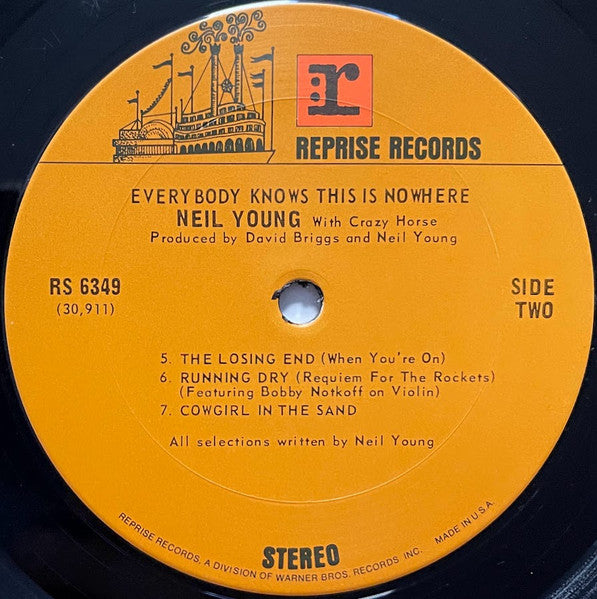 r:
REPRISE RECORDS
EVERYBODY KNOWS THIS IS NOWHERE
NEIL YOUNG With Crazy Horse
Produced by David Briggs and Neil Young
RS 6349
(30,911)
SIDE
TWO
5. THE LOSING END (When You're On)
6. RUNNING DRY (Requiem For The Rockets)
(Featuring Bobby Notkoff on Violin)
7. COWGIRL IN THE SAND
All selections written by Neil Young
STEREO
REPRISE RECORDS, A DIVISION OF WARNER BROS. RECORDS, INC. MADE IN U.S.A.